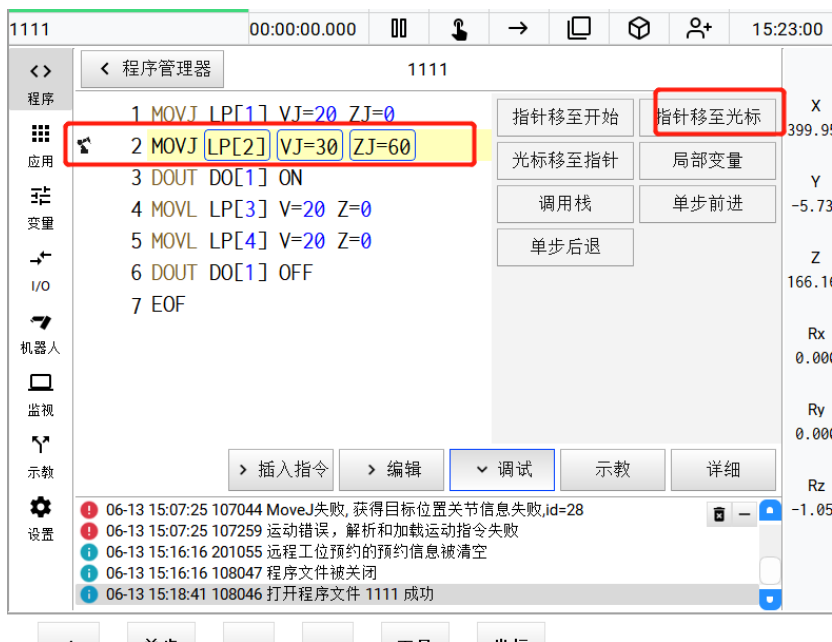 1111 00:00:00.000 15:23:00
程序
应用
变量
I/O
机器人
监视
示教
设置
程序管理器 1111
1 MOVJ LP[1] VJ=20 ZJ=0
2 MOVJ LP[2] VJ=30 ZJ=60
3 DOUT DO[1] ON
4 MOVL LP[3] V=20 Z=0
5 MOVL LP[4] V=20 Z=0
6 DOUT DO[1] OFF
7 EOF
指针移至开始 指针移至光标
光标移至指针 局部变量
调用栈 单步前进
单步后退
插入指令 编辑 调试 示教 详细
06-13 15:07:25 107044 MoveJ失败, 获得目标位置关节信息失败,id=28
06-13 15:07:25 107259 运动错误，解析和加载运动指令失败
06-13 15:16:16 201055 远程工位预约的预约信息被清空
06-13 15:16:16 108047 程序文件被关闭
06-13 15:18:41 108046 打开程序文件 1111 成功
X
399.95
Y
-5.73
Z
166.16
Rx
0.000
Ry
0.000
Rz
-1.05